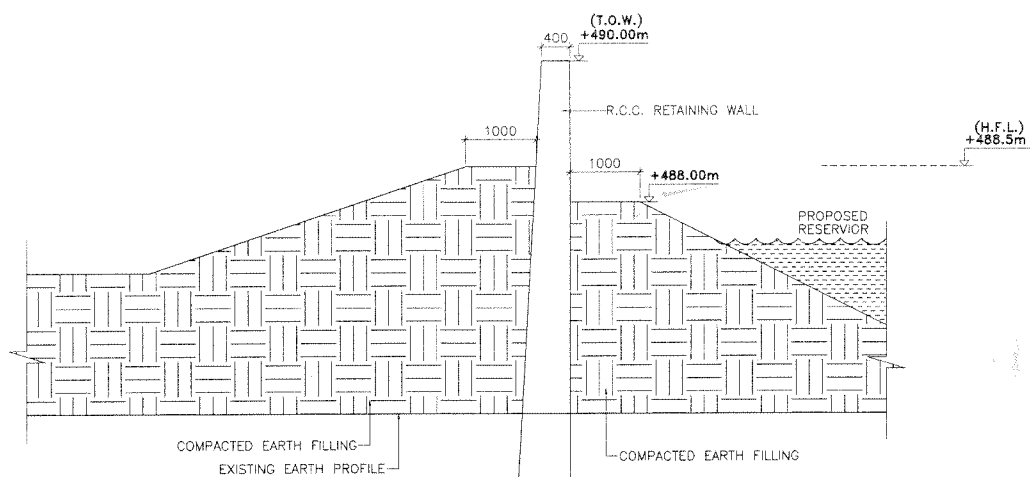 (T.O.W.)
+490.00m
400
R.C.C. RETAINING WALL
1000
(H.F.L.)
+488.5m
1000
+488.00m
PROPOSED
RESERVIOR
COMPACTED EARTH FILLING
EXISTING EARTH PROFILE
COMPACTED EARTH FILLING